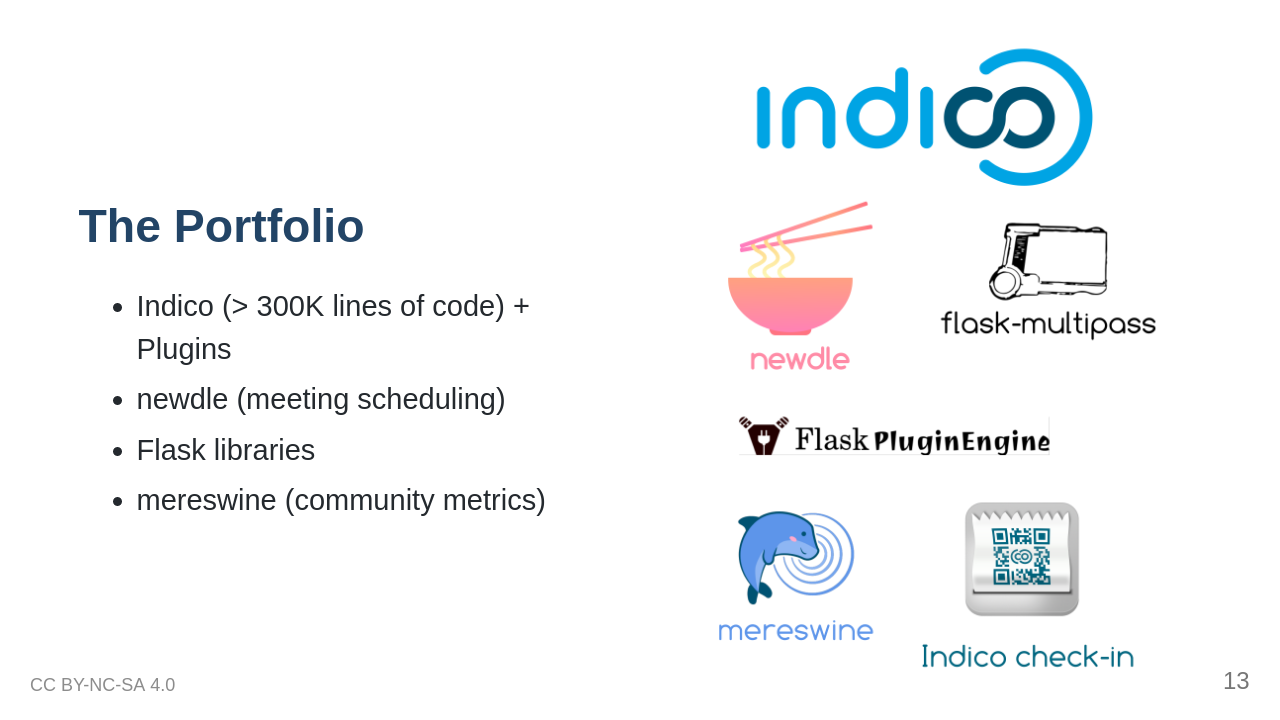 The Portfolio
Indico (> 300K lines of code) +
Plugins
newdle (meeting scheduling)
Flask libraries
mereswine (community metrics)
indico
newdle
flask-multipass
Flask PluginEngine
mereswine
Indico check-in
CC BY-NC-SA 4.0
13